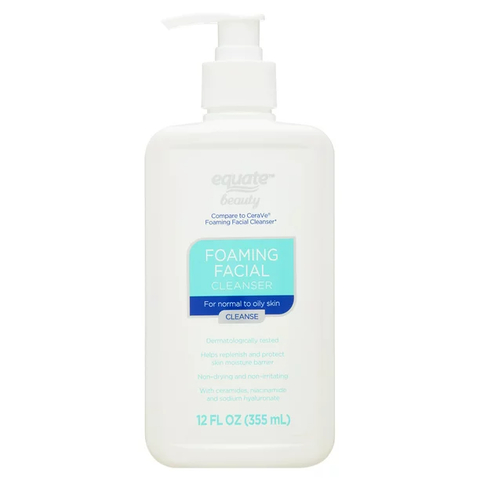 equate™
beauty
Compare to CeraVe®
Foaming Facial Cleanser*
FOAMING
FACIAL
CLEANSER
For normal to oily skin
CLEANSE
Dermatologically tested
Helps replenish and protect
skin moisture barrier
Non-drying and non-irritating
With ceramides, niacinamide
and sodium hyaluronate
12 FL OZ (355 mL)